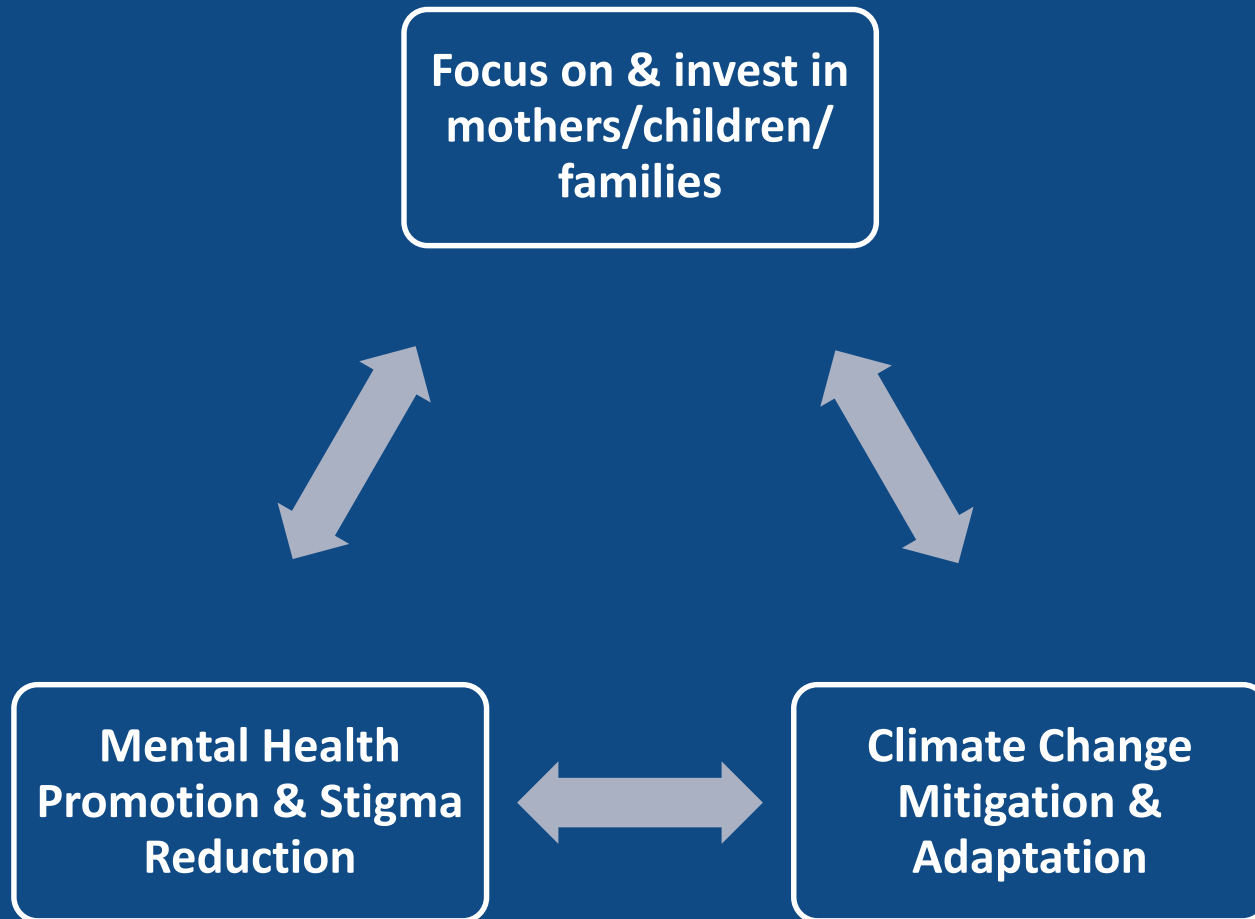 Focus on & invest in
mothers/children/
families
Mental Health
Promotion & Stigma
Reduction
Climate Change
Mitigation &
Adaptation